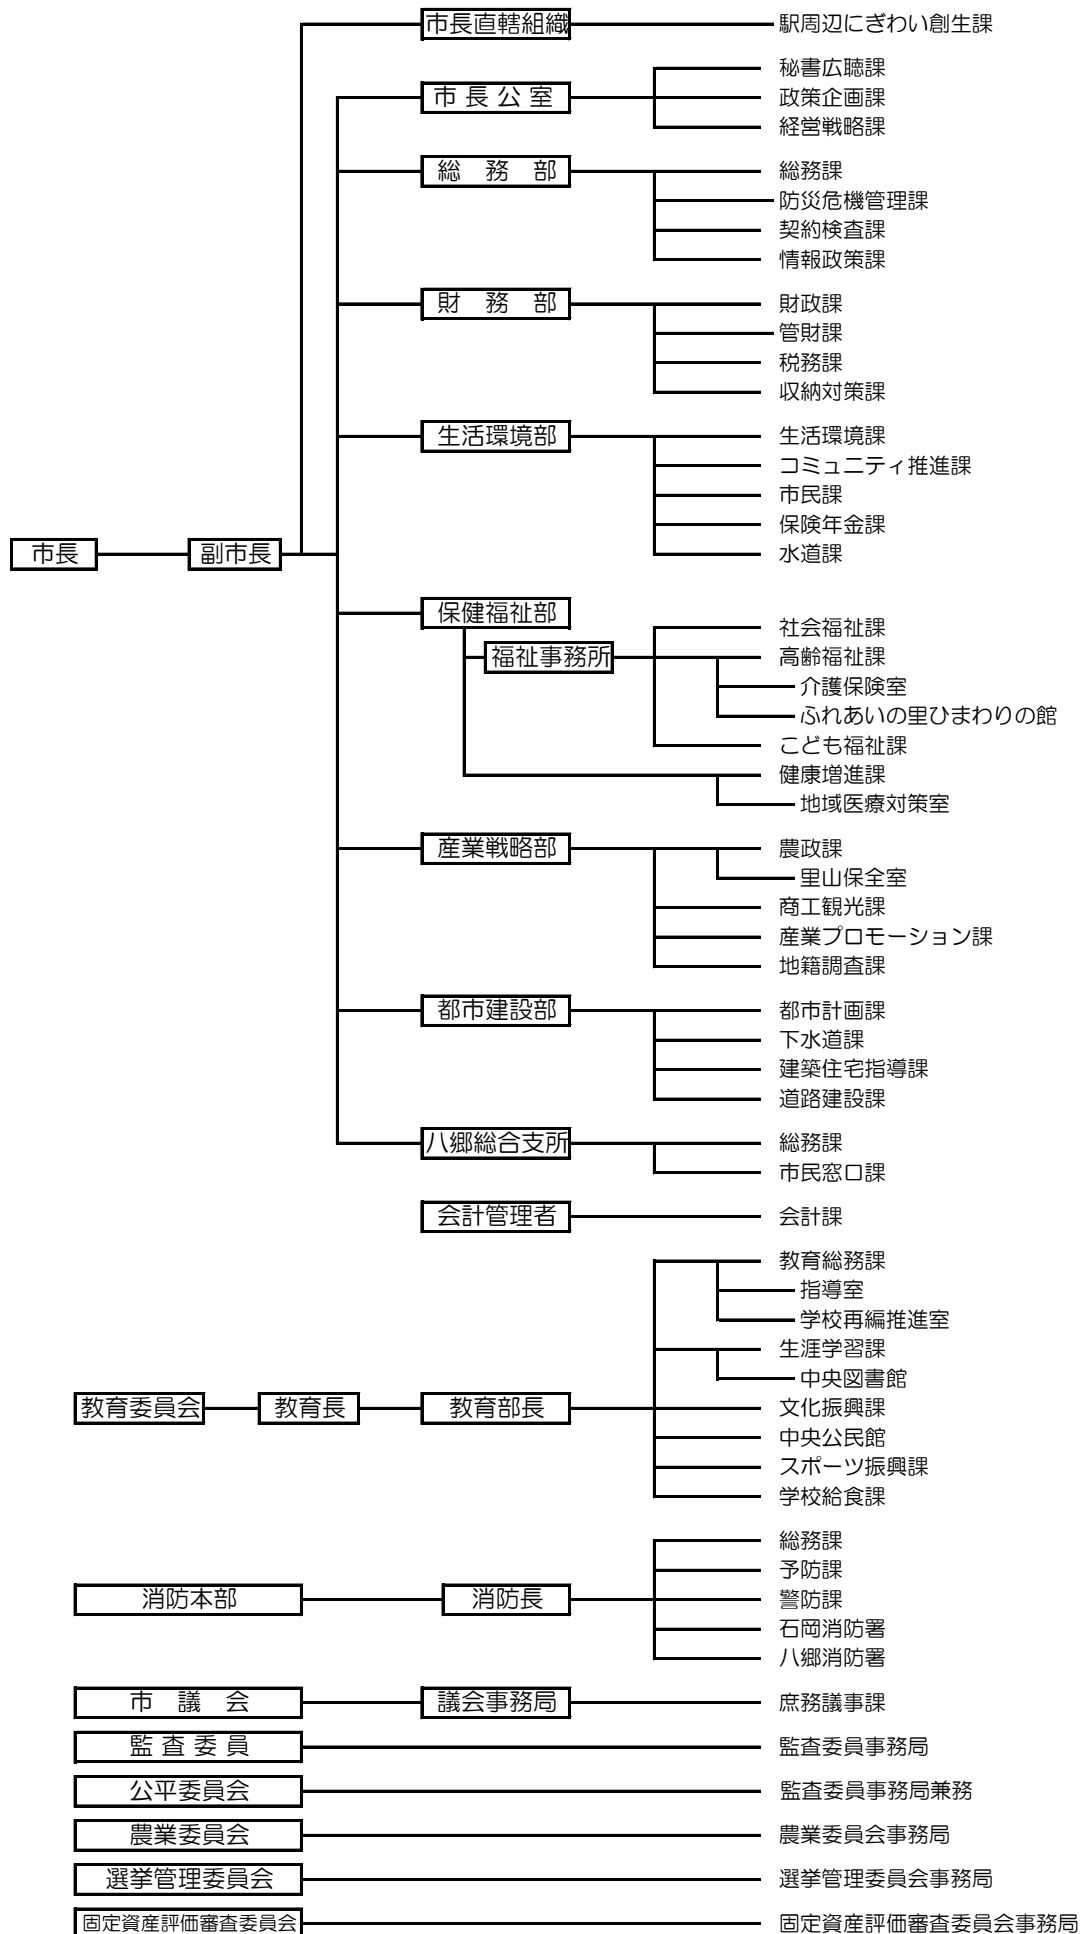 市長直轄組織 駅周辺にぎわい創生課
秘書広聴課
市 長 公 室 政策企画課
経営戦略課
総　務　部 総務課
防災危機管理課
契約検査課
情報政策課
財　務　部 財政課
管財課
税務課
収納対策課
生活環境部 生活環境課
コミュニティ推進課
市民課
保険年金課
市長 副市長 水道課
保健福祉部
社会福祉課
福祉事務所 高齢福祉課
介護保険室
ふれあいの里ひまわりの館
こども福祉課
健康増進課
地域医療対策室
産業戦略部 農政課
里山保全室
商工観光課
産業プロモーション課
地籍調査課
都市建設部 都市計画課
下水道課
建築住宅指導課
道路建設課
八郷総合支所 総務課
市民窓口課
会計管理者 会計課
教育総務課
指導室
学校再編推進室
生涯学習課
中央図書館
教育委員会 教育長 教育部長 文化振興課
中央公民館
スポーツ振興課
学校給食課
総務課
予防課
消防本部 消防長 警防課
石岡消防署
八郷消防署
市　議　会 議会事務局 庶務議事課
監 査 委 員 監査委員事務局
公平委員会 監査委員事務局兼務
農業委員会 農業委員会事務局
選挙管理委員会 選挙管理委員会事務局
固定資産評価審査委員会 固定資産評価審査委員会事務局